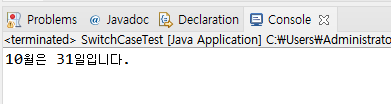 Problems @ Javadoc Declaration Console
<terminated> SwitchCaseTest [Java Application] C:₩Users₩Administrato
10월은 31일입니다.